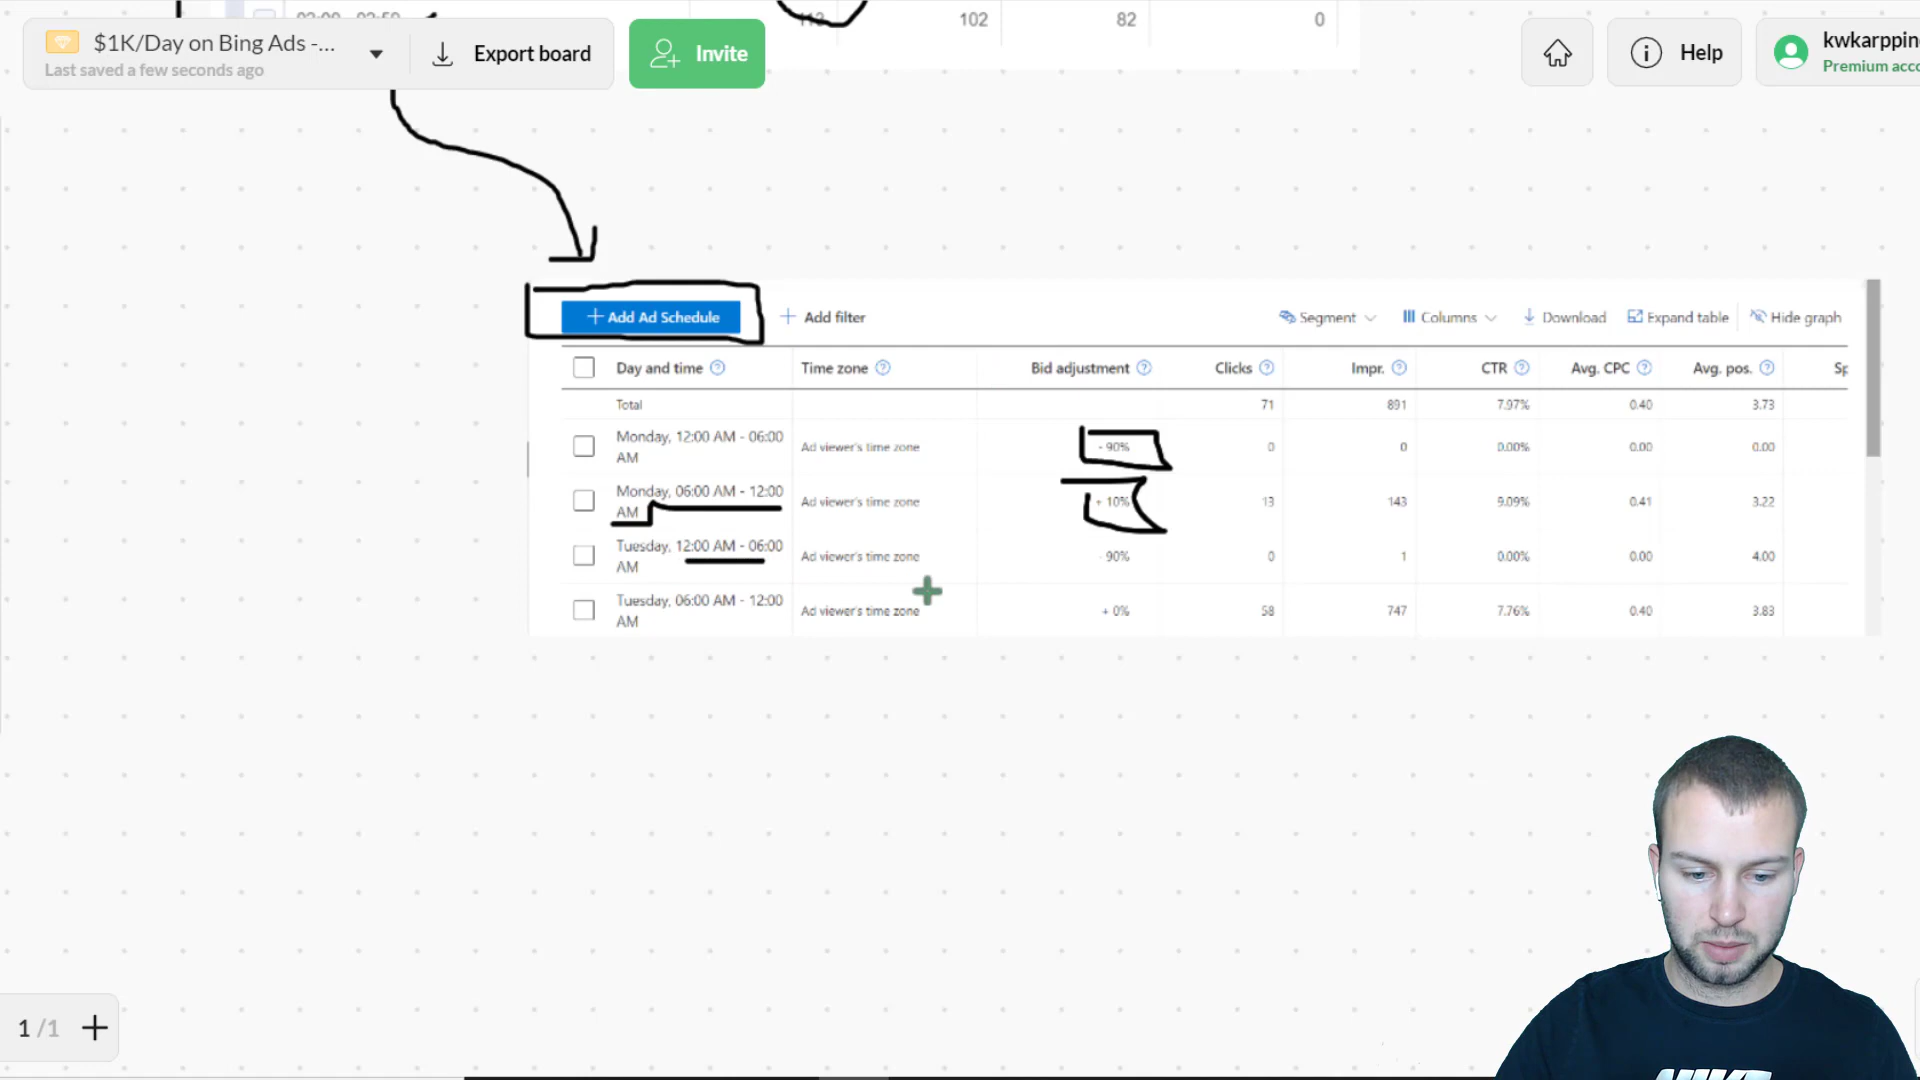 102 82 0
$1K/Day on Bing Ads -...
Last saved a few seconds ago
Export board
Invite
Help
kwkarppin
Premium acco
+ Add Ad Schedule
Add filter
Segment
Columns
Download
Expand table
Hide graph
Day and time Time zone Bid adjustment Clicks Impr. CTR Avg. CPC Avg. pos. Sp
Total 71 891 7.97% 0.40 3.73
Monday, 12:00 AM - 06:00
AM Ad viewer's time zone - 90% 0 0 0.00% 0.00 0.00
Monday, 06:00 AM - 12:00
AM Ad viewer's time zone + 10% 13 143 9.09% 0.41 3.22
Tuesday, 12:00 AM - 06:00
AM Ad viewer's time zone - 90% 0 1 0.00% 0.00 4.00
Tuesday, 06:00 AM - 12:00
AM Ad viewer's time zone + 0% 58 747 7.76% 0.40 3.83
1 /1